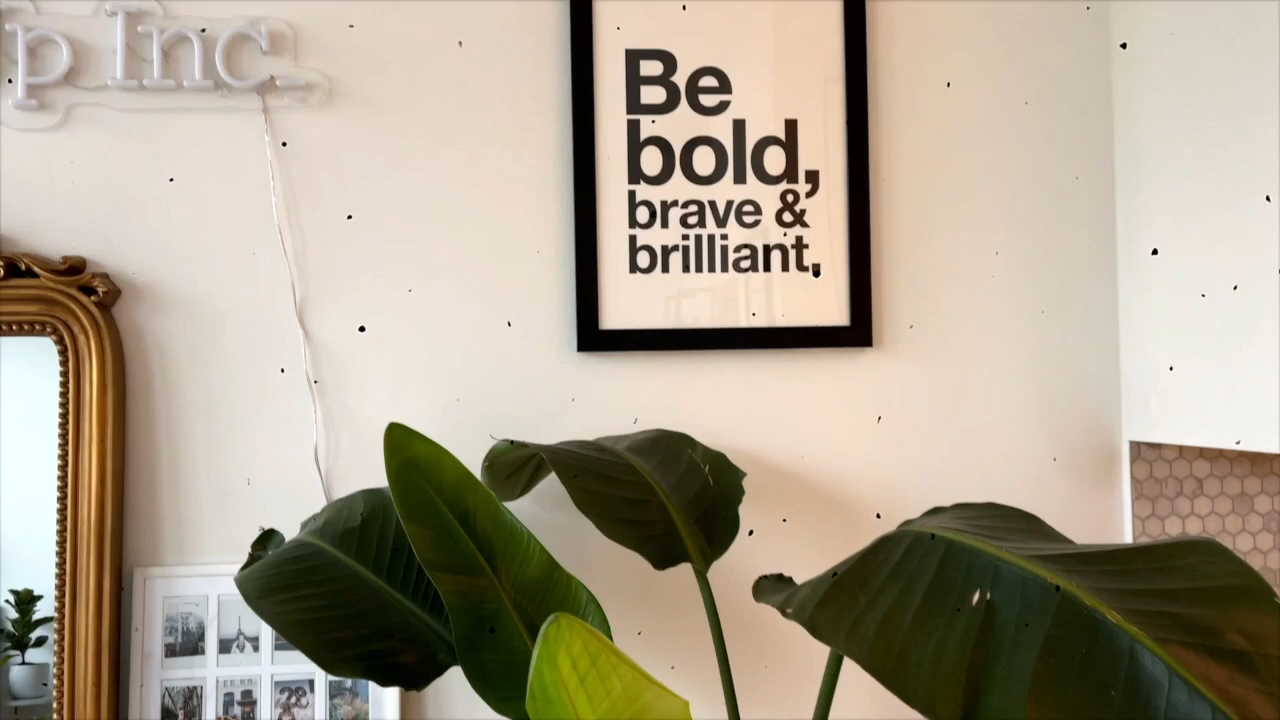 p Inc.
Be
bold,
brave &
brilliant.